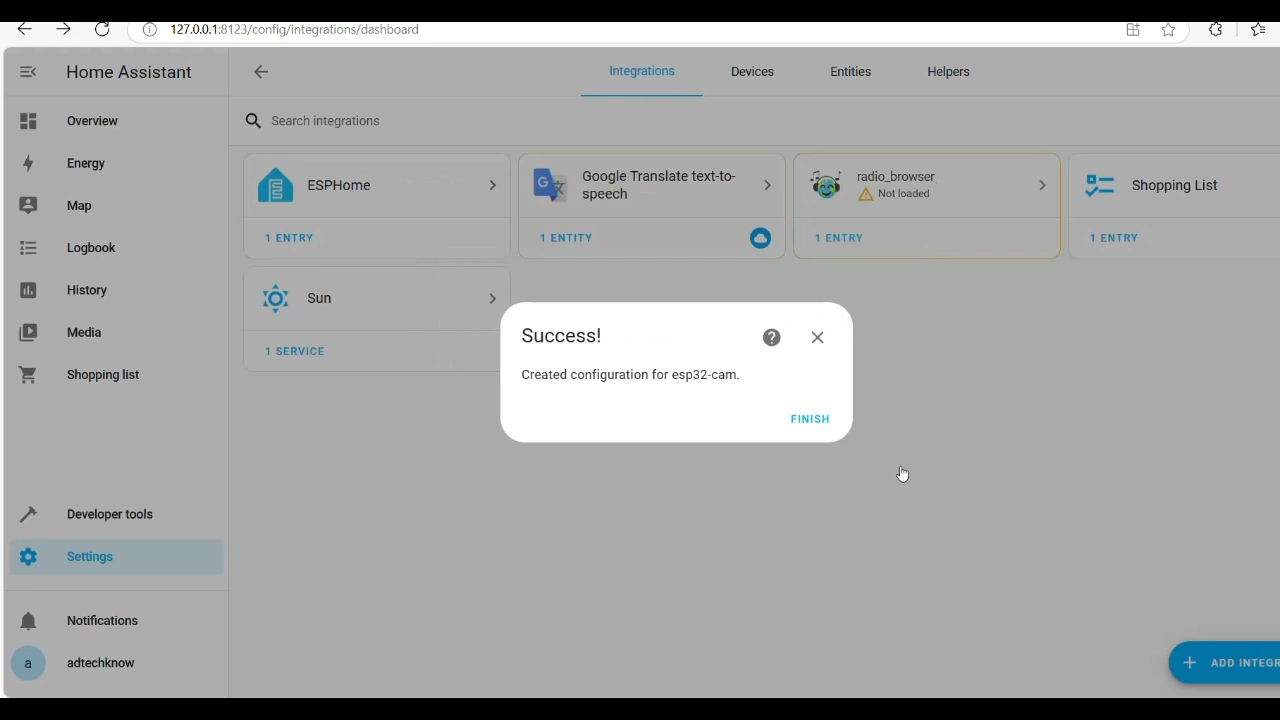 127.0.0.1:8123/config/integrations/dashboard
Home Assistant
Integrations
Devices
Entities
Helpers
Overview
Search integrations
Energy
Map
Logbook
History
Media
Shopping list
Developer tools
Settings
Notifications
a
adtechknow
ESPHome
1 ENTRY
Google Translate text-to-
speech
1 ENTITY
radio_browser
Not loaded
1 ENTRY
Shopping List
1 ENTRY
Sun
1 SERVICE
Success!
Created configuration for esp32-cam.
FINISH
ADD INTEGR